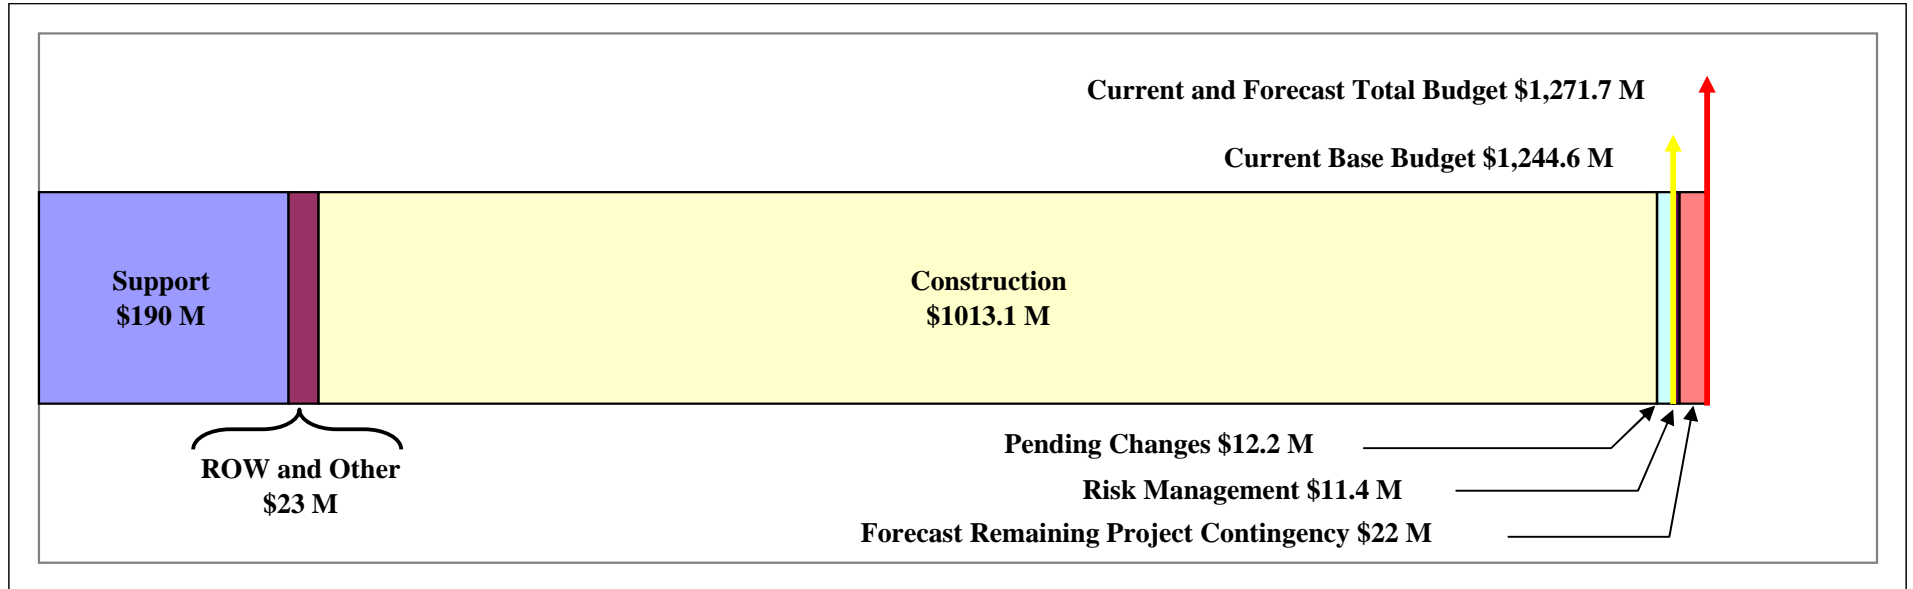 Current and Forecast Total Budget $1,271.7 M
Current Base Budget $1,244.6 M
Support
$190 M
Construction
$1013.1 M
ROW and Other
$23 M
Pending Changes $12.2 M
Risk Management $11.4 M
Forecast Remaining Project Contingency $22 M